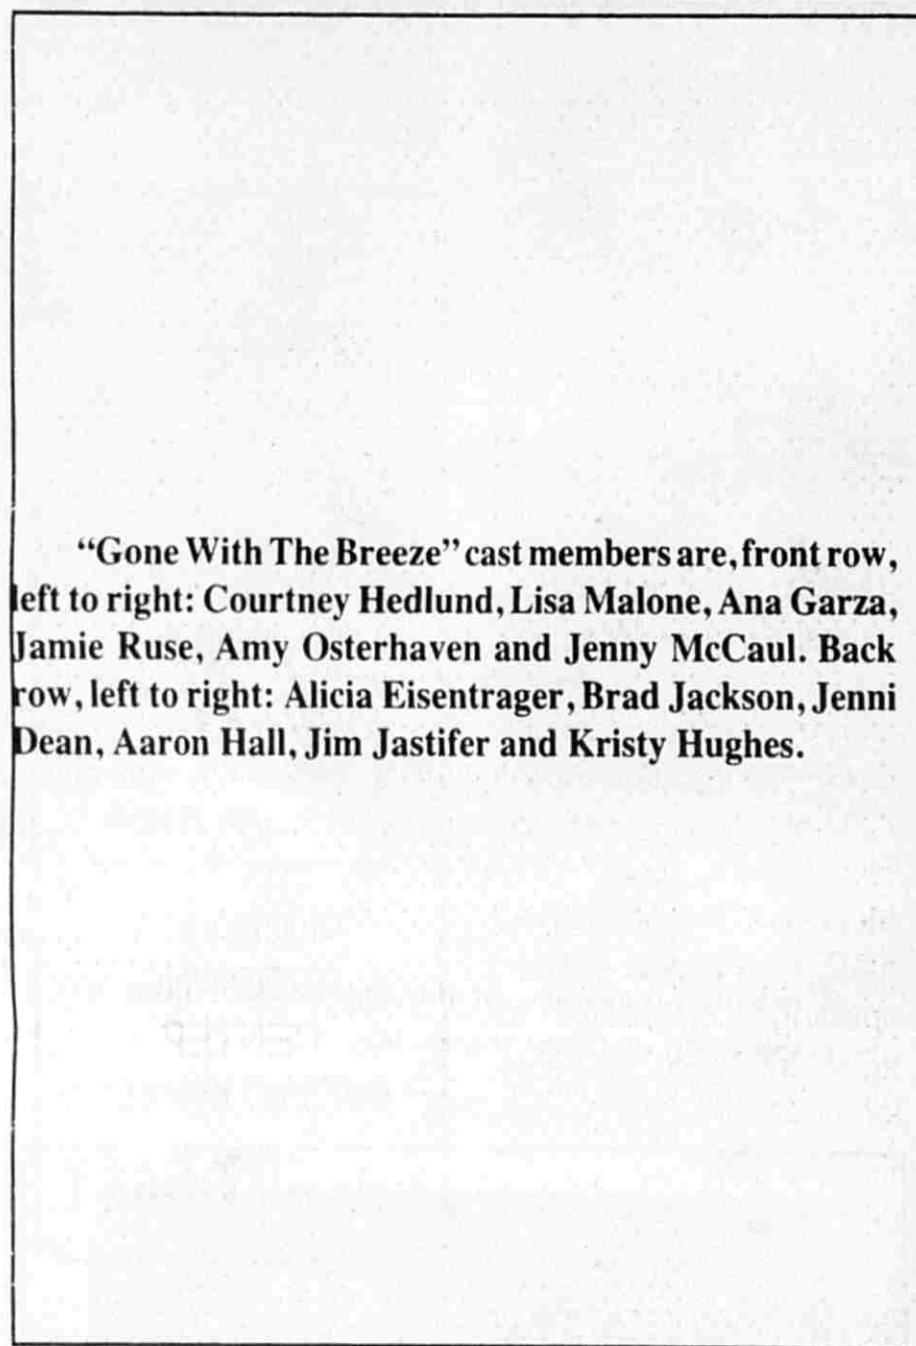 “Gone With The Breeze” cast members are, front row,
left to right: Courtney Hedlund, Lisa Malone, Ana Garza,
Jamie Ruse, Amy Osterhaven and Jenny McCaul. Back
row, left to right: Alicia Eisentrager, Brad Jackson, Jenni
Dean, Aaron Hall, Jim Jastifer and Kristy Hughes.